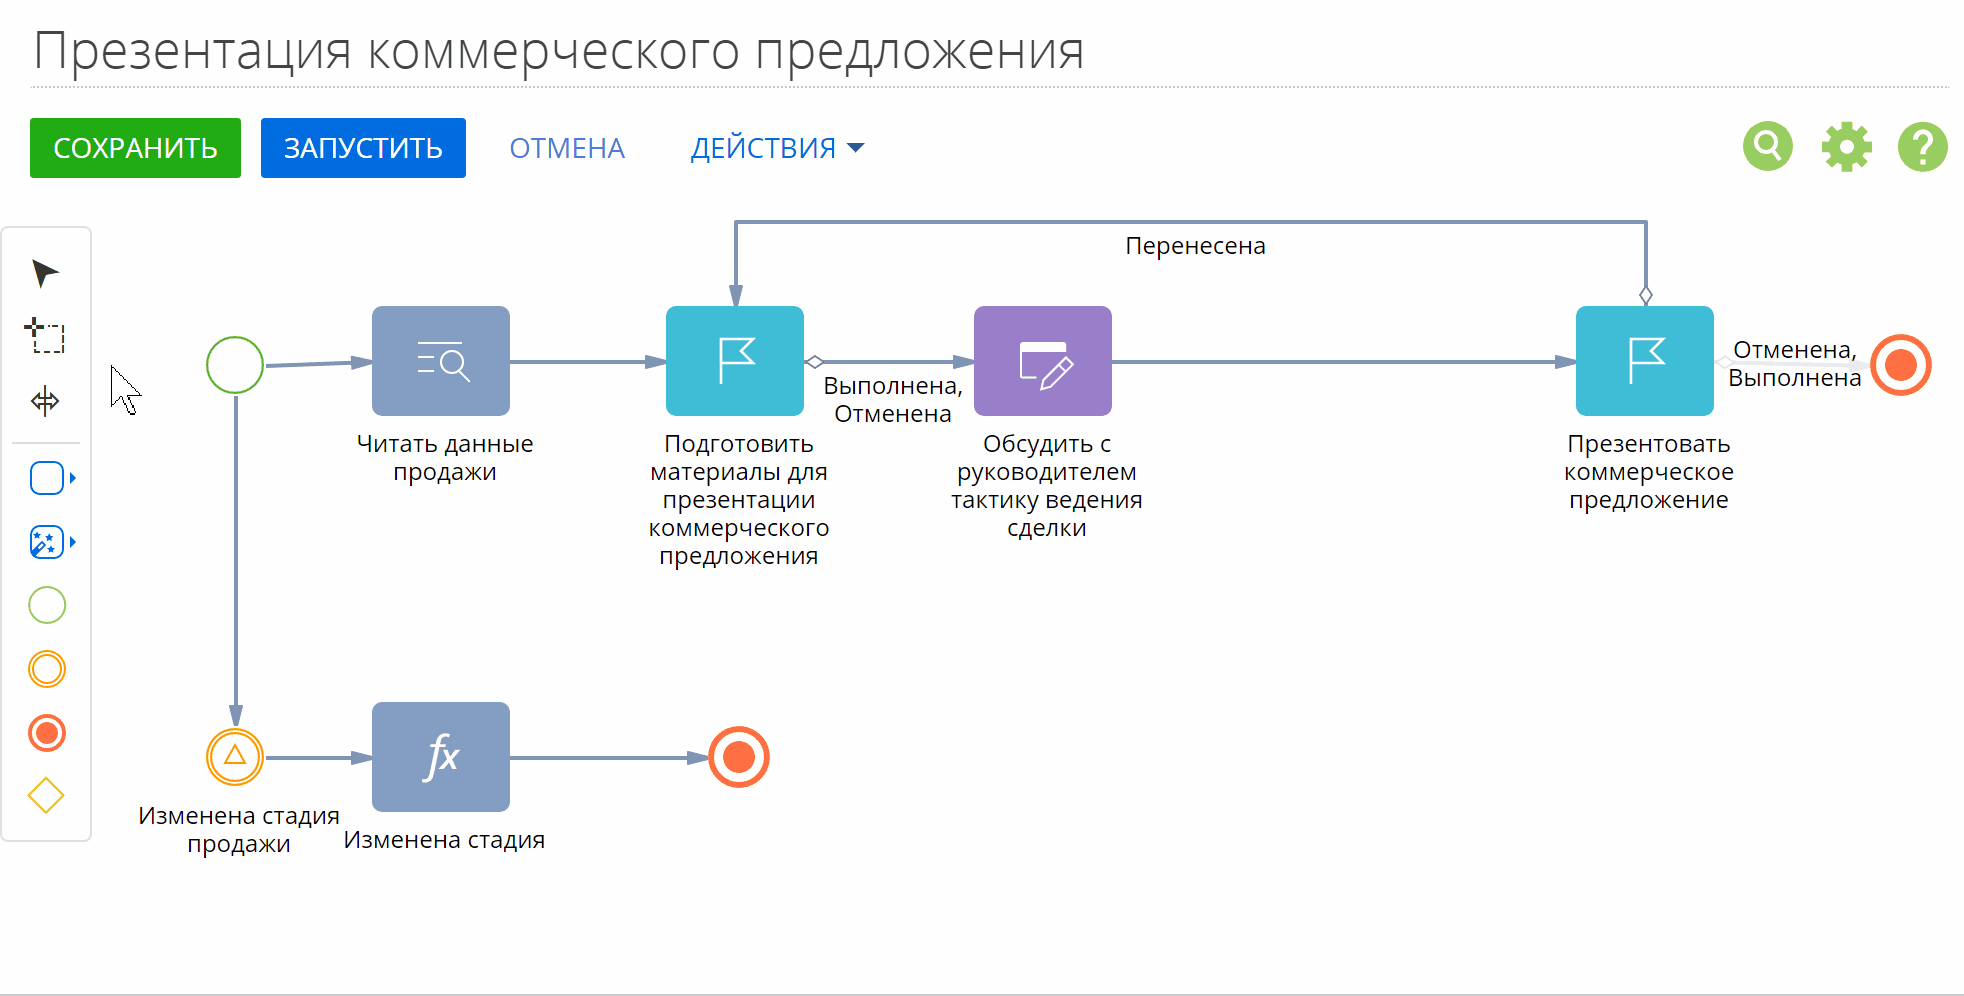 Презентация коммерческого предложения
СОХРАНИТЬ
ЗАПУСТИТЬ
ОТМЕНА
ДЕЙСТВИЯ
?
Перенесена
Выполнена,
Отменена
Отменена,
Выполнена
Читать данные
продажи
Подготовить
материалы для
презентации
коммерческого
предложения
Обсудить с
руководителем
тактику ведения
сделки
Презентовать
коммерческое
предложение
fx
Изменена стадия
продажи
Изменена стадия